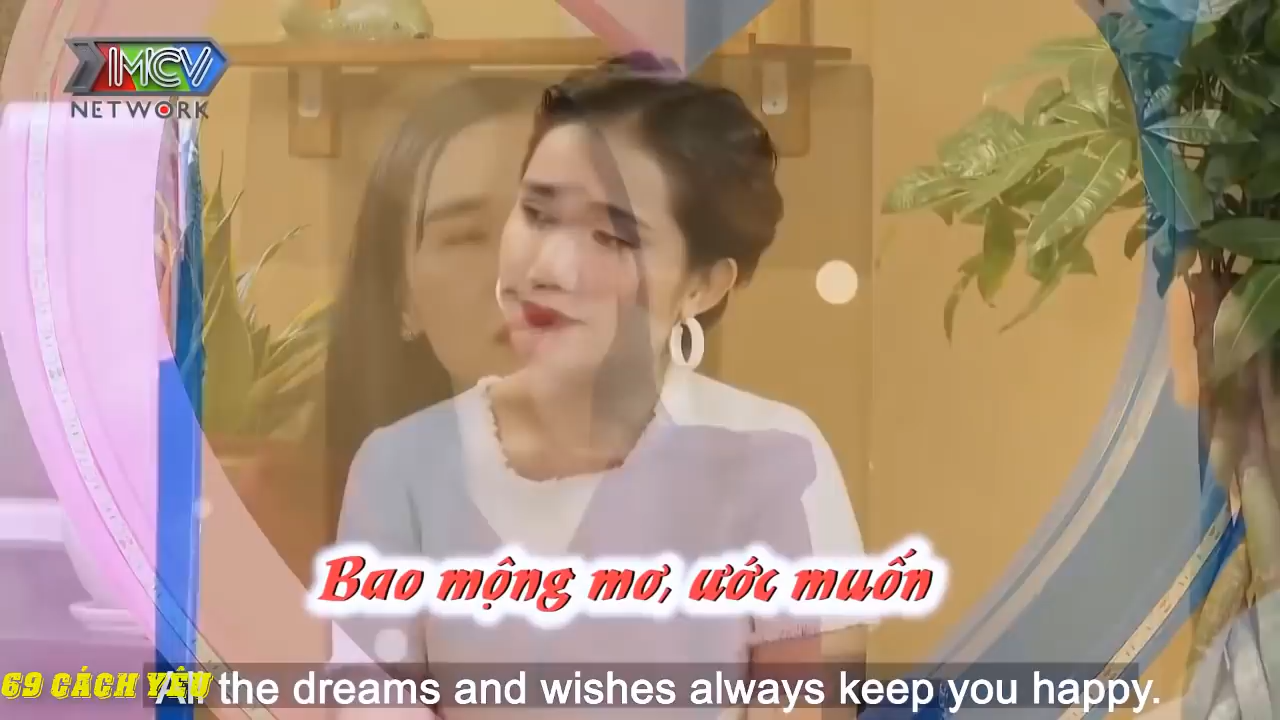 MCV
NETWORK
Bao mộng mơ, ước muốn
69 CÁCH YÊU
All the dreams and wishes always keep you happy.